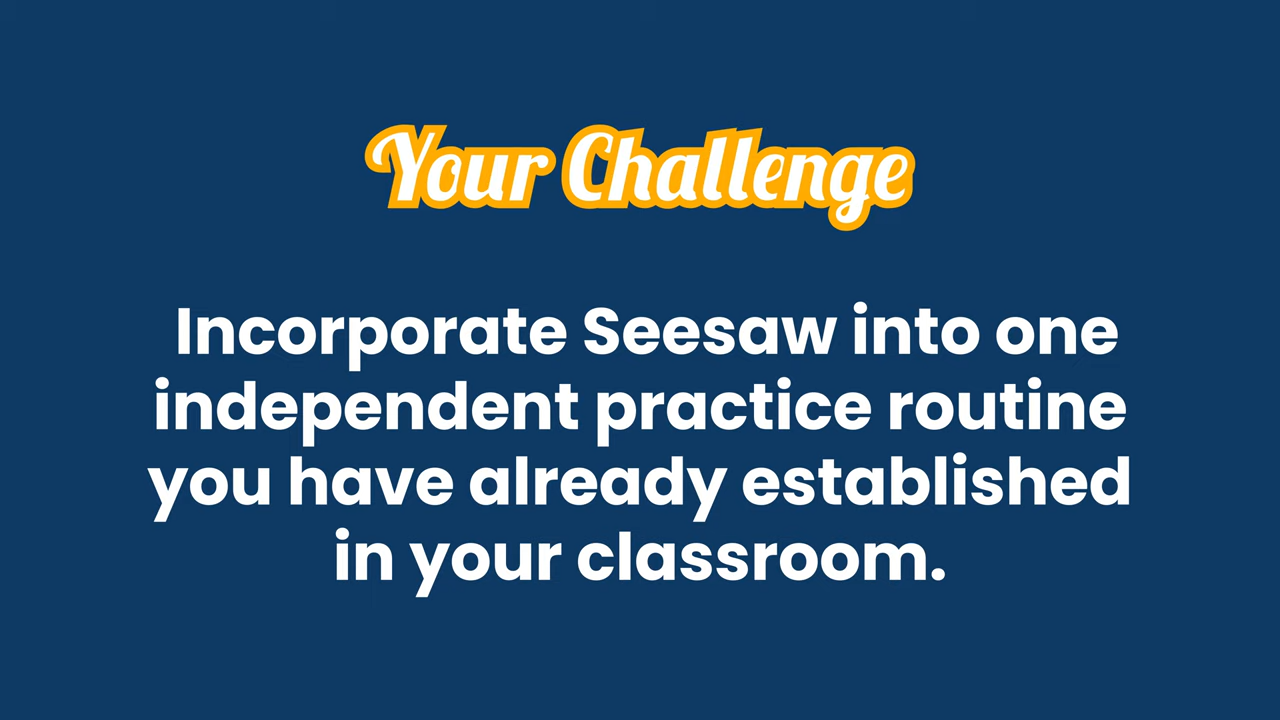 Your Challenge
Incorporate Seesaw into one
independent practice routine
you have already established
in your classroom.